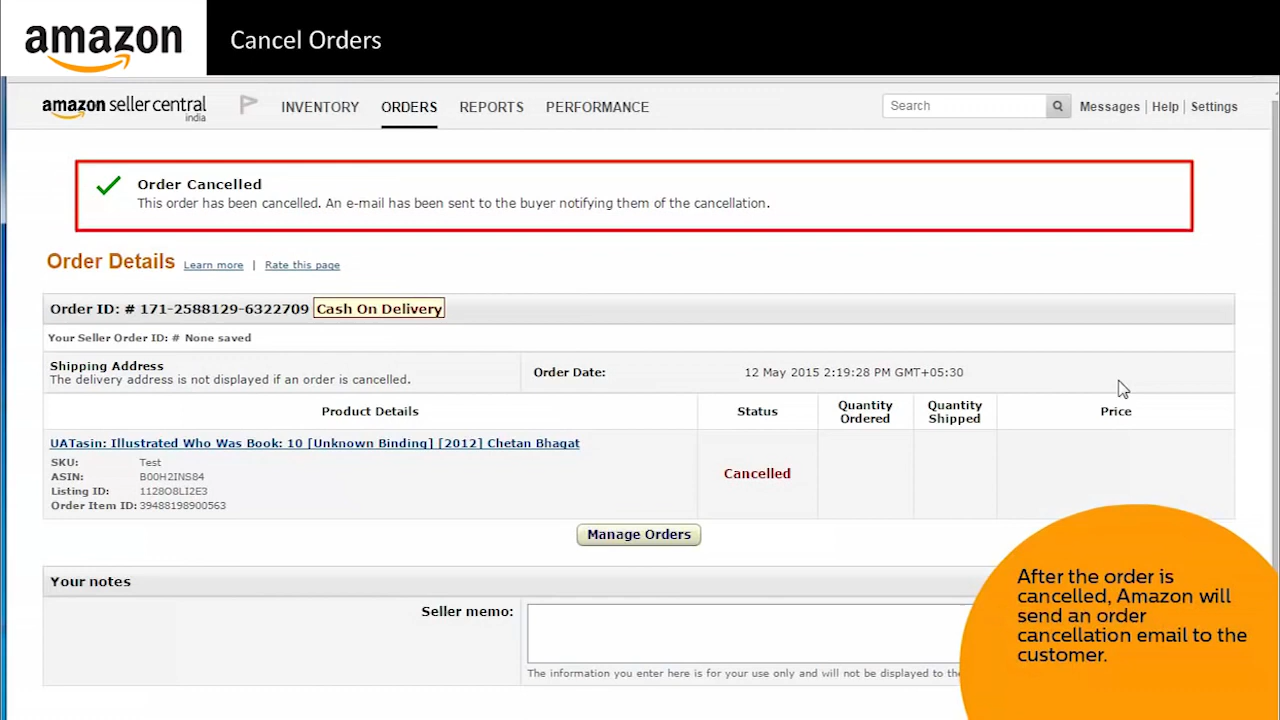 amazon
Cancel Orders
amazon seller central
india
INVENTORY ORDERS REPORTS PERFORMANCE
Search
Messages | Help | Settings
Order Cancelled
This order has been cancelled. An e-mail has been sent to the buyer notifying them of the cancellation.
Order Details Learn more | Rate this page
Order ID: # 171-2588129-6322709 Cash On Delivery
Your Seller Order ID: # None saved
Shipping Address
The delivery address is not displayed if an order is cancelled.
Order Date: 12 May 2015 2:19:28 PM GMT+05:30
Product Details Status Quantity Ordered Quantity Shipped Price
UATasin: Illustrated Who Was Book: 10 [Unknown Binding] [2012] Chetan Bhagat
SKU: Test
ASIN: B00H2INS84
Listing ID: 1128O8LI2E3
Order Item ID: 39488198900563
Cancelled
Manage Orders
Your notes
Seller memo:
The information you enter here is for your use only and will not be displayed to the
After the order is
cancelled, Amazon will
send an order
cancellation email to the
customer.